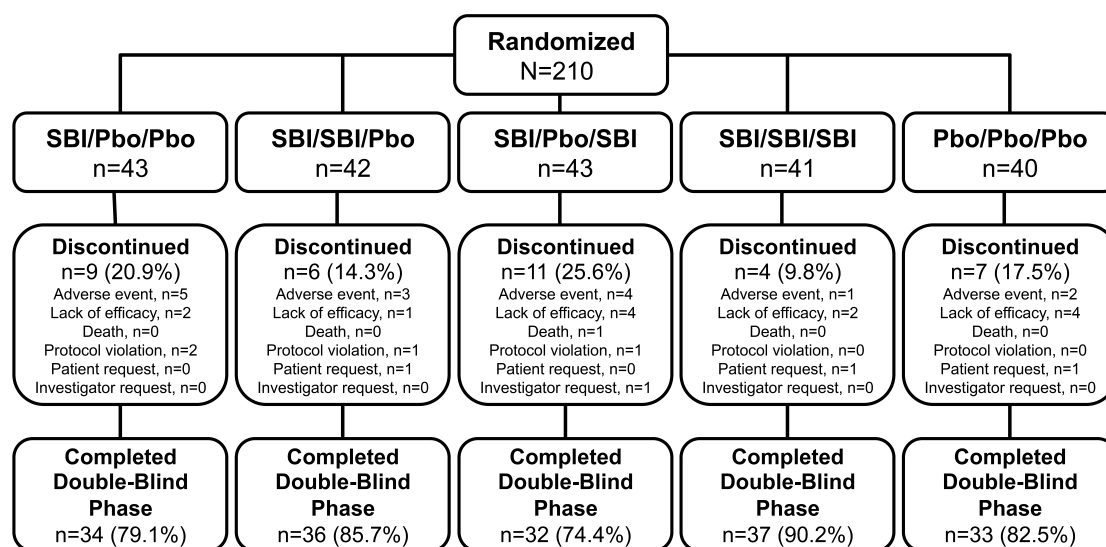 Randomized
N=210
SBI/Pbo/Pbo
n=43
SBI/SBI/Pbo
n=42
SBI/Pbo/SBI
n=43
SBI/SBI/SBI
n=41
Pbo/Pbo/Pbo
n=40
Discontinued
n=9 (20.9%)
Adverse event, n=5
Lack of efficacy, n=2
Death, n=0
Protocol violation, n=2
Patient request, n=0
Investigator request, n=0
Discontinued
n=6 (14.3%)
Adverse event, n=3
Lack of efficacy, n=1
Death, n=0
Protocol violation, n=1
Patient request, n=1
Investigator request, n=0
Discontinued
n=11 (25.6%)
Adverse event, n=4
Lack of efficacy, n=4
Death, n=1
Protocol violation, n=1
Patient request, n=0
Investigator request, n=1
Discontinued
n=4 (9.8%)
Adverse event, n=1
Lack of efficacy, n=2
Death, n=0
Protocol violation, n=0
Patient request, n=1
Investigator request, n=0
Discontinued
n=7 (17.5%)
Adverse event, n=2
Lack of efficacy, n=4
Death, n=0
Protocol violation, n=0
Patient request, n=1
Investigator request, n=0
Completed
Double-Blind
Phase
n=34 (79.1%)
Completed
Double-Blind
Phase
n=36 (85.7%)
Completed
Double-Blind
Phase
n=32 (74.4%)
Completed
Double-Blind
Phase
n=37 (90.2%)
Completed
Double-Blind
Phase
n=33 (82.5%)